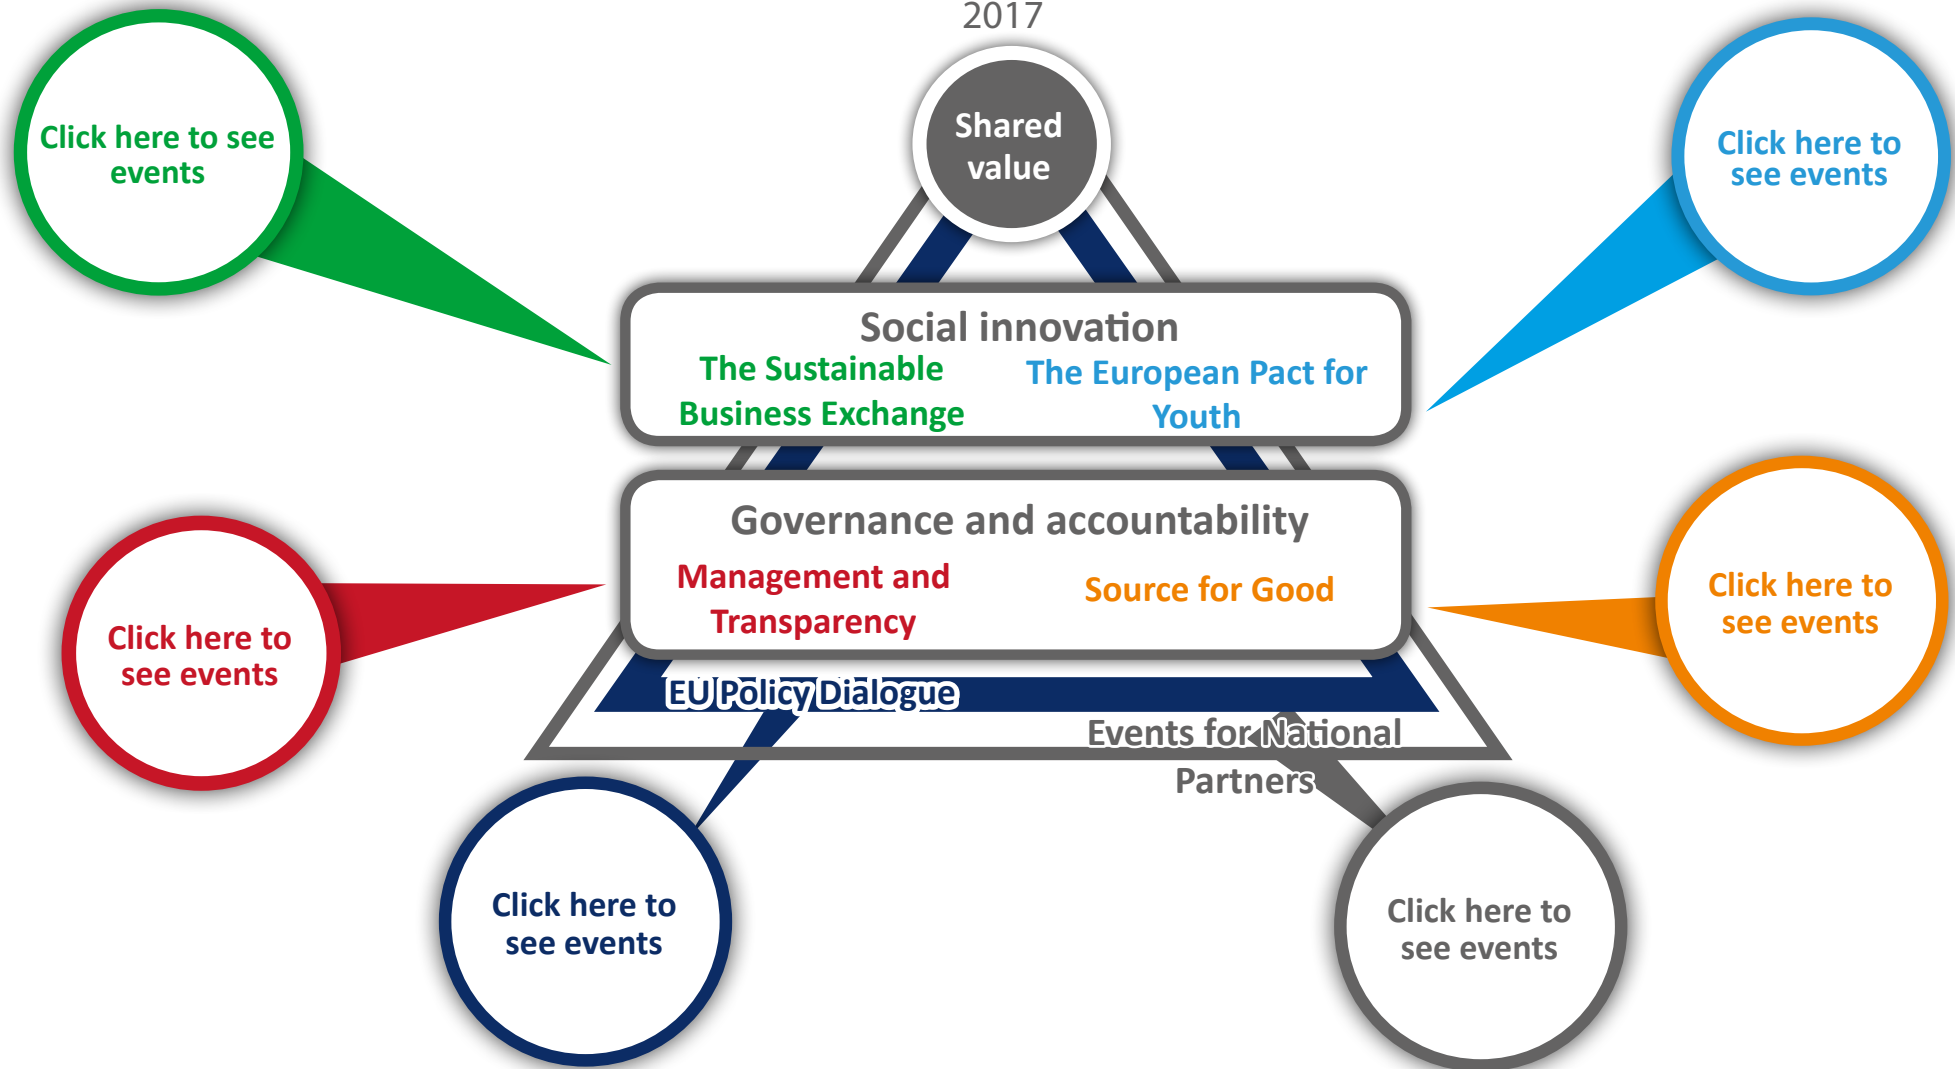 2017
Shared
value
Click here to see
events
Click here to
see events
Social innovation
The Sustainable
Business Exchange
The European Pact for
Youth
Governance and accountability
Management and
Transparency
Source for Good
Click here to
see events
Click here to
see events
EU Policy Dialogue
Events for National
Partners
Click here to
see events
Click here to
see events